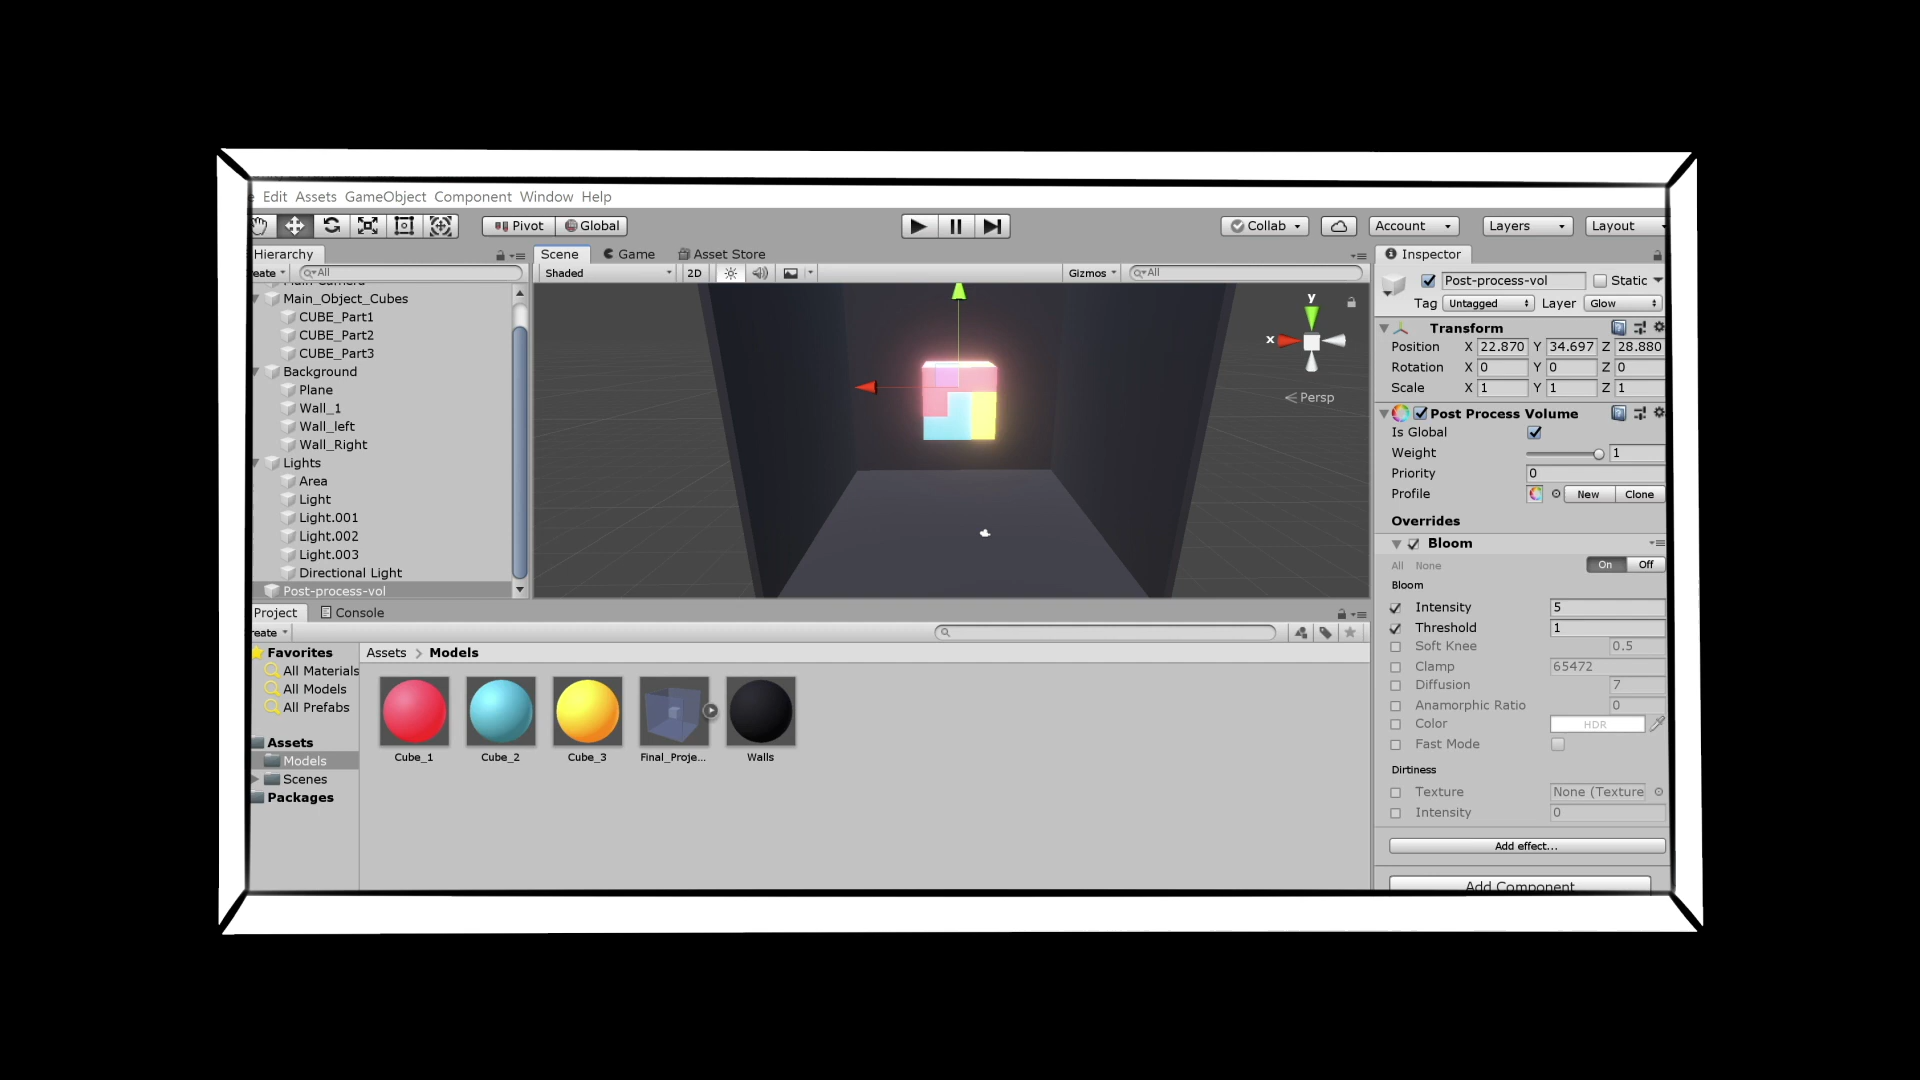 Edit Assets GameObject Component Window Help
Pivot Global Collab Account Layers Layout
Hierarchy
eate All
Main Camera
Main_Object_Cubes
CUBE_Part1
CUBE_Part2
CUBE_Part3
Background
Plane
Wall_1
Wall_left
Wall_Right
Lights
Area
Light
Light.001
Light.002
Light.003
Directional Light
Post-process-vol
Scene Game Asset Store
Shaded 2D Gizmos All
y
x
Persp
Inspector
Post-process-vol Static
Tag Untagged Layer Glow
Transform
Position X 22.870 Y 34.697 Z 28.880
Rotation X 0 Y 0 Z 0
Scale X 1 Y 1 Z 1
Post Process Volume
Is Global
Weight 1
Priority 0
Profile New Clone
Overrides
Bloom
All None On Off
Bloom
Intensity 5
Threshold 1
Soft Knee 0.5
Clamp 65472
Diffusion 7
Anamorphic Ratio 0
Color HDR
Fast Mode
Dirtiness
Texture None (Texture
Intensity 0
Add effect...
Add Component
Project Console
reate
Favorites
All Materials
All Models
All Prefabs
Assets
Models
Scenes
Packages
Assets > Models
Cube_1 Cube_2 Cube_3 Final_Proje... Walls